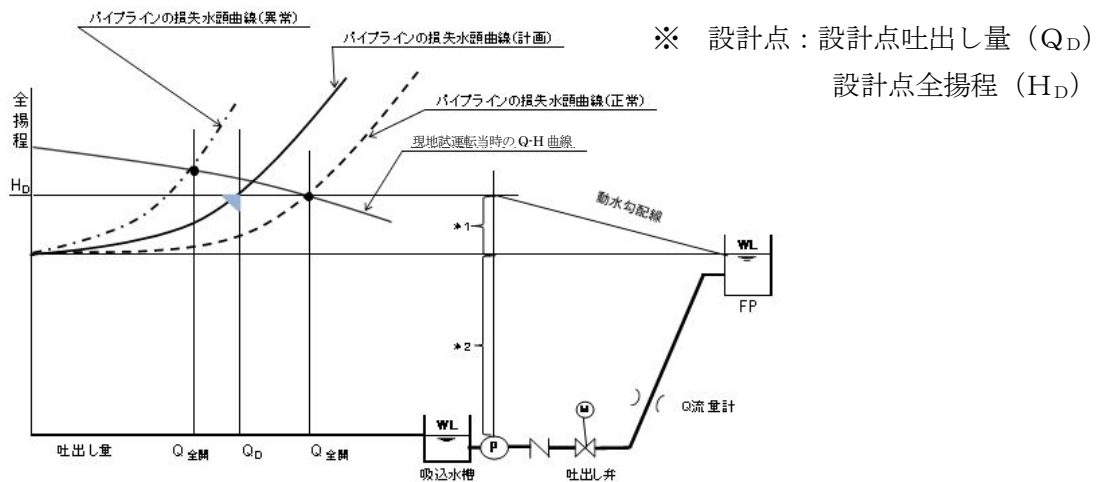 パイプラインの損失水頭曲線(異常)
パイプラインの損失水頭曲線(計画)
※ 設計点：設計点吐出し量（QD）
設計点全揚程（HD）
全揚程
パイプラインの損失水頭曲線(正常)
現地試運転当時の Q-H 曲線
HD
動水勾配線
*1
WL
FP
*2
Q流量計
WL
M
P
吐出し量
Q全開
QD
Q全開
吸込水槽
吐出し弁